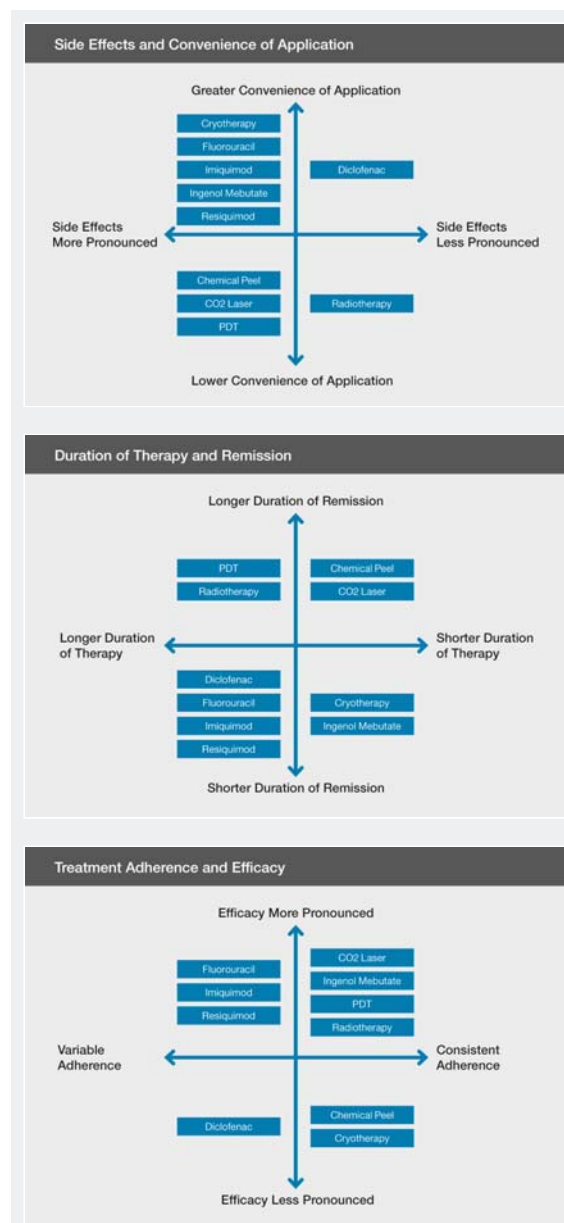 Side Effects and Convenience of Application
Greater Convenience of Application
Cryotherapy
Fluorouracil
Imiquimod
Ingenol Mebutate
Resiquimod
Diclofenac
Side Effects
More Pronounced
Side Effects
Less Pronounced
Chemical Peel
CO2 Laser
PDT
Radiotherapy
Lower Convenience of Application
Duration of Therapy and Remission
Longer Duration of Remission
PDT
Radiotherapy
Chemical Peel
CO2 Laser
Longer Duration
of Therapy
Shorter Duration
of Therapy
Diclofenac
Fluorouracil
Imiquimod
Resiquimod
Cryotherapy
Ingenol Mebutate
Shorter Duration of Remission
Treatment Adherence and Efficacy
Efficacy More Pronounced
Fluorouracil
Imiquimod
Resiquimod
CO2 Laser
Ingenol Mebutate
PDT
Radiotherapy
Variable
Adherence
Consistent
Adherence
Diclofenac
Chemical Peel
Cryotherapy
Efficacy Less Pronounced